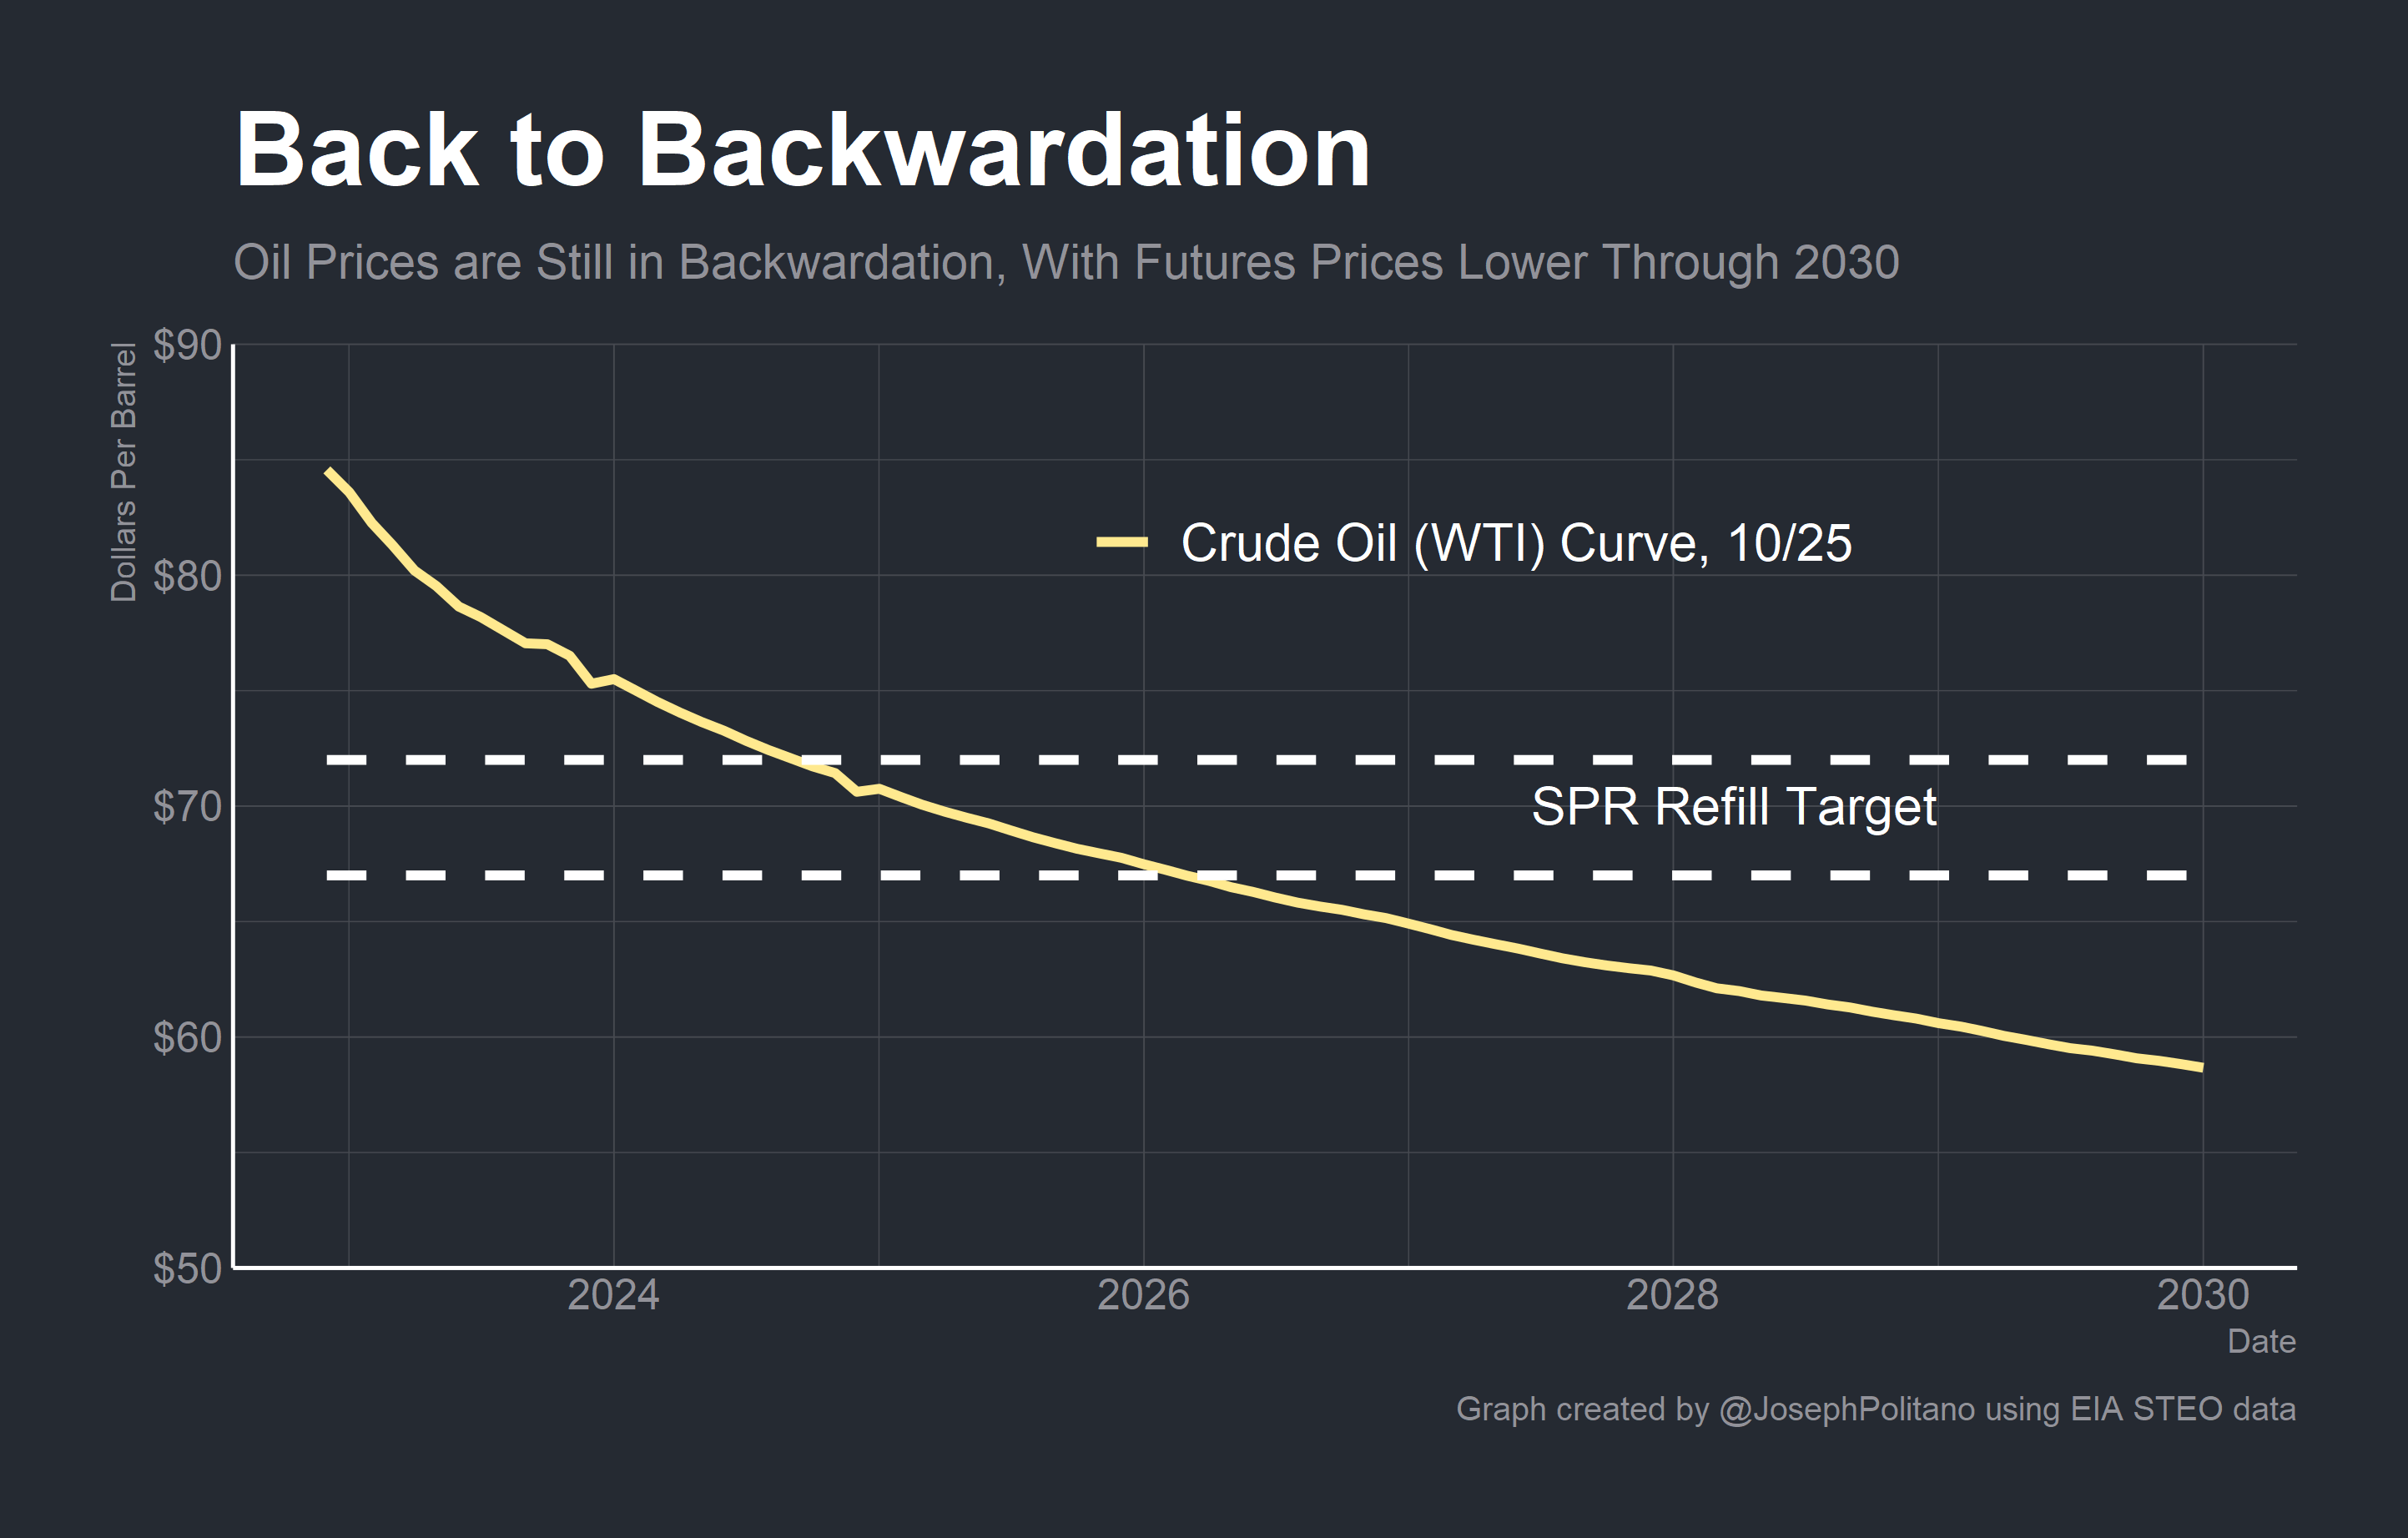 Back to Backwardation
Oil Prices are Still in Backwardation, With Futures Prices Lower Through 2030
Dollars Per Barrel
$90
$80
$70
$60
$50
Crude Oil (WTI) Curve, 10/25
SPR Refill Target
2024
2026
2028
2030
Date
Graph created by @JosephPolitano using EIA STEO data